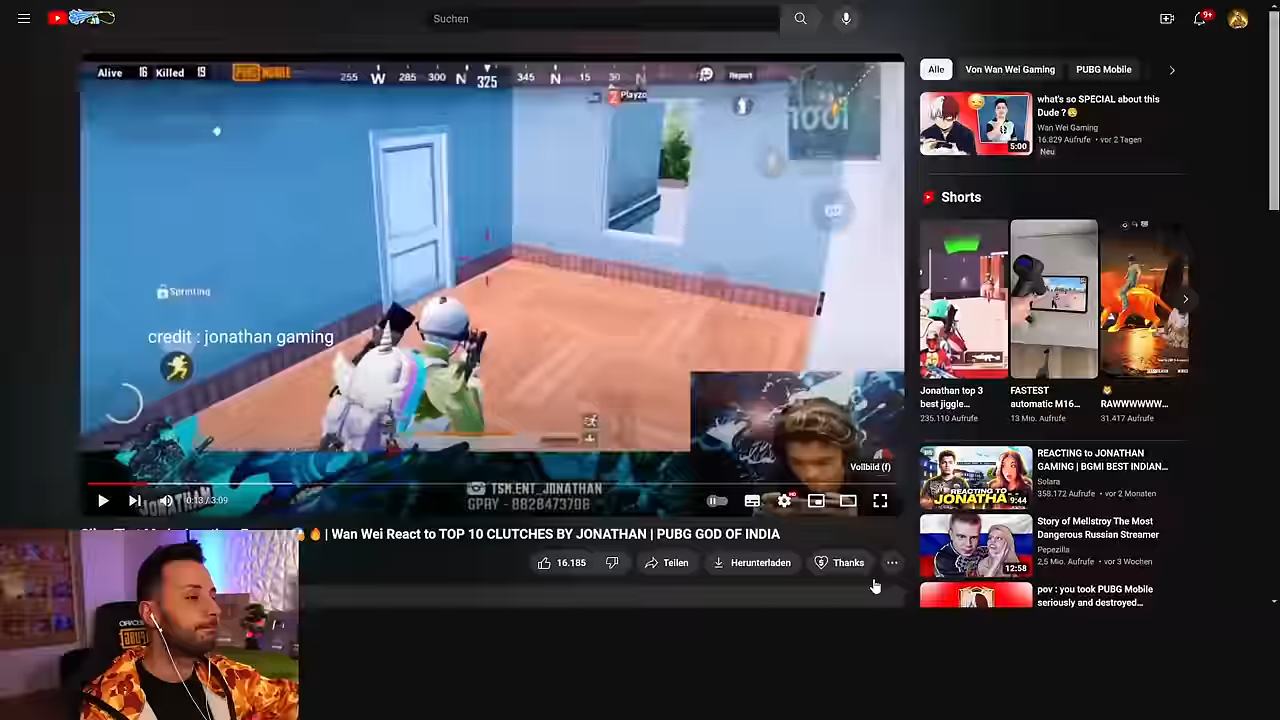 Suchen
Alive 16 Killed 19
PUBG MOBILE
255 W 285 300 N 325 345 N 15 30 N
Report
2 Playzo
Sprinting
credit : jonathan gaming
Vollbild (f)
JONATHAN
TSM.ENT_JONATHAN
GPAY - 8828473706
0:13 / 3:09
HD
| Wan Wei React to TOP 10 CLUTCHES BY JONATHAN | PUBG GOD OF INDIA
16.185
Teilen
Herunterladen
Thanks
9+
Alle
Von Wan Wei Gaming
PUBG Mobile
what's so SPECIAL about this
Dude ?
Wan Wei Gaming
16.829 Aufrufe • vor 2 Tagen
Neu
5:00
Shorts
Jonathan top 3
best jiggle...
235.110 Aufrufe
FASTEST
automatic M16...
13 Mio. Aufrufe
RAWWWWWW...
31.417 Aufrufe
REACTING TO
JONATHA
9:44
REACTING to JONATHAN
GAMING | BGMI BEST INDIAN...
Solara
358.172 Aufrufe • vor 2 Monaten
12:58
Story of Mellstroy The Most
Dangerous Russian Streamer
Pepezilla
2,5 Mio. Aufrufe • vor 3 Wochen
pov : you took PUBG Mobile
seriously and destroyed...